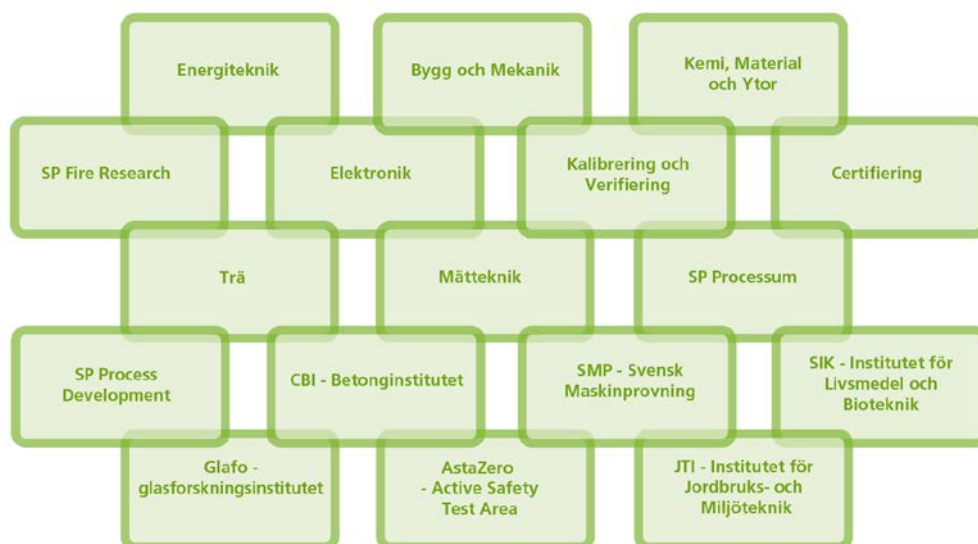 Energiteknik
Bygg och Mekanik
Kemi, Material
och Ytor
SP Fire Research
Elektronik
Kalibrering och
Verifiering
Certifiering
Trä
Mätteknik
SP Processum
SP Process
Development
CBI - Betonginstitutet
SMP - Svensk
Maskinprovning
SIK - Institutet för
Livsmedel och
Bioteknik
Glafo -
glasforskningsinstitutet
AstaZero
- Active Safety
Test Area
JTI - Institutet för
Jordbruks- och
Miljöteknik